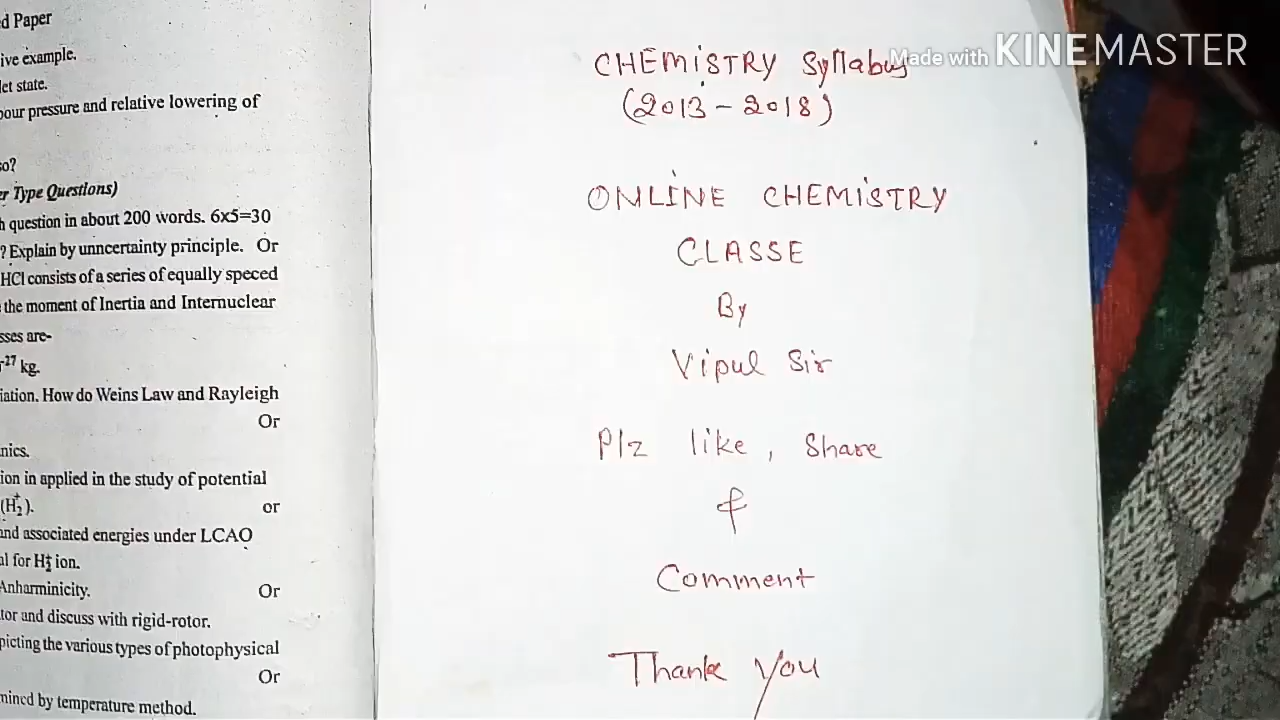 d Paper
ive example.
let state.
pour pressure and relative lowering of
so?
er Type Questions)
h question in about 200 words. 6x5=30
? Explain by unncertainty principle. Or
HCl consists of a series of equally speced
the moment of Inertia and Internuclear
sses are-
-27 kg.
iation. How do Weins Law and Rayleigh
Or
nics.
ion in applied in the study of potential
(H₂⁺). or
and associated energies under LCAO
al for H₂⁺ ion.
Anharminicity. Or
tor and discuss with rigid-rotor.
picting the various types of photophysical
Or
mined by temperature method.
CHEMiSTRY Syllabus
(2013 - 2018)
ONLiNE CHEMiSTRY
CLASSE
By
Vipul Sir
Plz like, Share
&
Comment
Thank You
Made with KINEMASTER